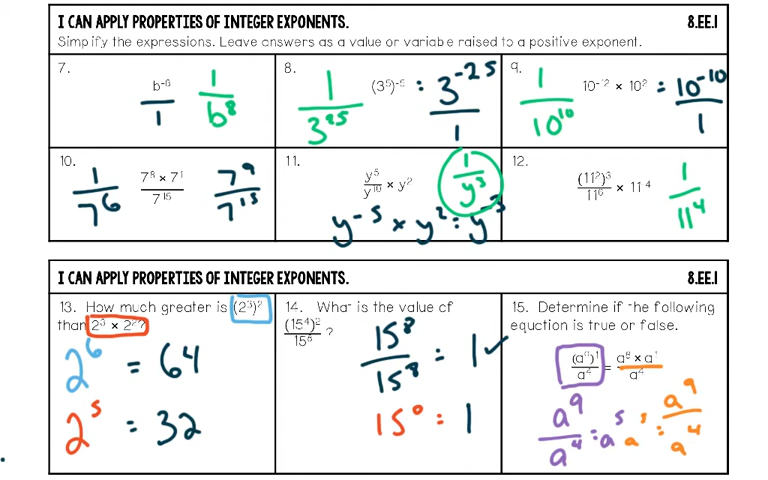 I CAN APPLY PROPERTIES OF INTEGER EXPONENTS. 8.EE.1
Simplify the expressions. Leave answers as a value or variable raised to a positive exponent.
7. b⁻⁸ / 1 1 / b⁸
8. 1 / 3²⁵ (3⁵)⁻⁵ = 3⁻²⁵ / 1
9. 1 / 10¹⁰ 10⁻¹² × 10² = 10⁻¹⁰ / 1
10. 1 / 7⁶ 7⁸ × 7¹ / 7¹⁵ 7⁹ / 7¹⁵
11. y⁵ / y¹⁰ × y² 1 / y³
y⁻⁵ × y² = y⁻³
12. (11²)³ / 11⁶ × 11⁻⁴ 1 / 11⁴
I CAN APPLY PROPERTIES OF INTEGER EXPONENTS. 8.EE.1
13. How much greater is (2³)²
than 2³ × 2²?
2⁶ = 64
2⁵ = 32
14. What is the value of
(15⁴)² / 15⁸ ?
15⁸ / 15⁸ = 1 ✓
15⁰ = 1
15. Determine if the following
equation is true or false.
(a⁹)¹ / a⁴ = a⁸ × a¹ / a⁴
a⁹ / a⁴ = a⁵ a⁵ = a⁹ / a⁴